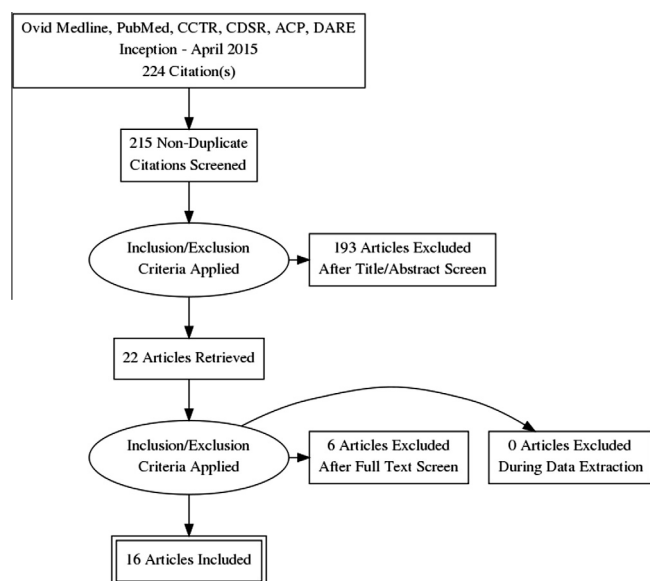 Ovid Medline, PubMed, CCTR, CDSR, ACP, DARE
Inception - April 2015
224 Citation(s)
215 Non-Duplicate
Citations Screened
Inclusion/Exclusion
Criteria Applied
193 Articles Excluded
After Title/Abstract Screen
22 Articles Retrieved
Inclusion/Exclusion
Criteria Applied
6 Articles Excluded
After Full Text Screen
0 Articles Excluded
During Data Extraction
16 Articles Included